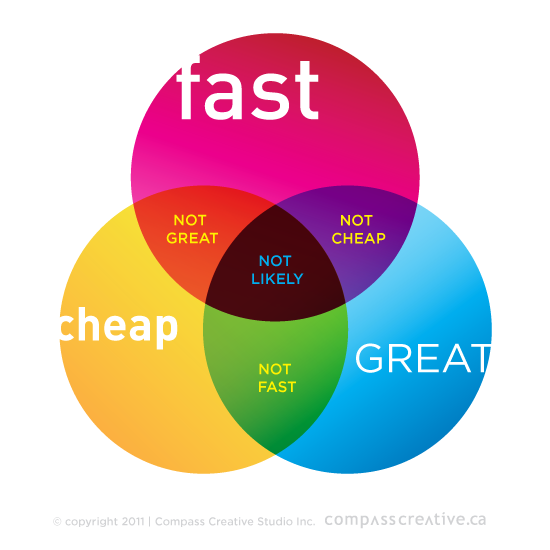 fast
NOT
GREAT
NOT
CHEAP
NOT
LIKELY
cheap
GREAT
NOT
FAST
© copyright 2011 | Compass Creative Studio Inc. compasscreative.ca